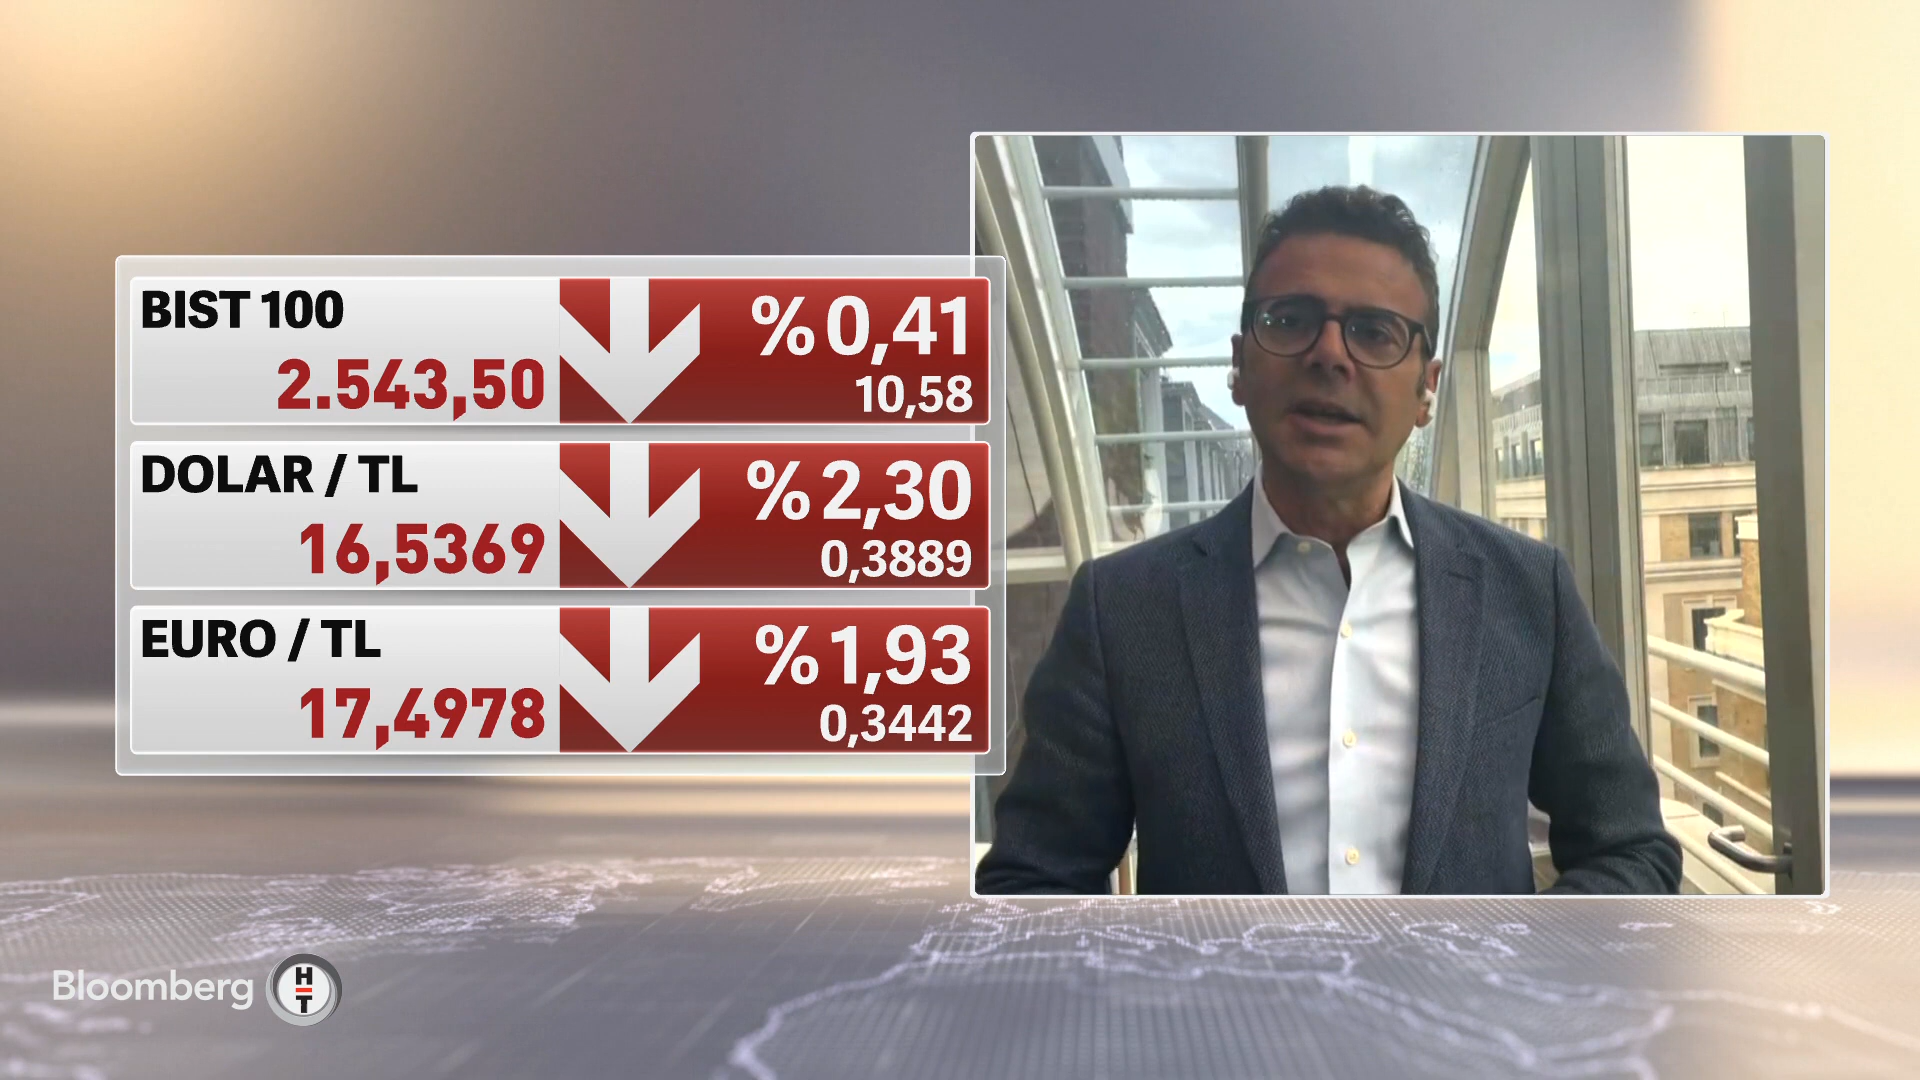 BIST 100
2.543,50
%0,41
10,58
DOLAR / TL
16,5369
%2,30
0,3889
EURO / TL
17,4978
%1,93
0,3442
Bloomberg HT